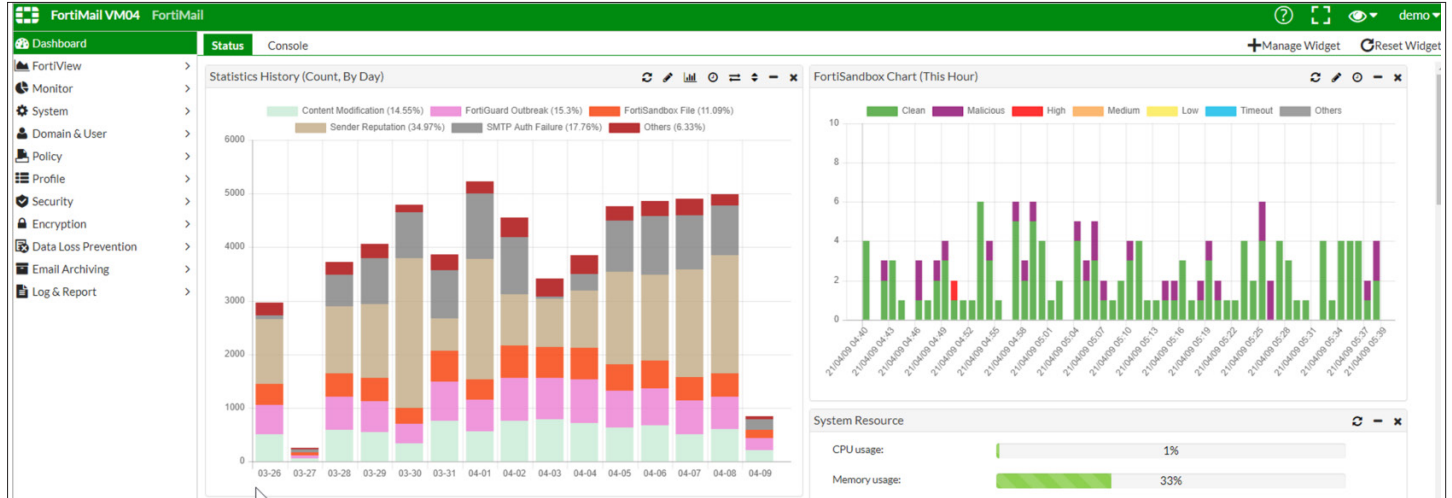 FortiMail VM04 FortiMail
demo
Dashboard
FortiView
Monitor
System
Domain & User
Policy
Profile
Security
Encryption
Data Loss Prevention
Email Archiving
Log & Report
Status Console
Manage Widget Reset Widget
Statistics History (Count, By Day)
Content Modification (14.55%) FortiGuard Outbreak (15.3%) FortiSandbox File (11.09%)
Sender Reputation (34.97%) SMTP Auth Failure (17.76%) Others (6.33%)
6000
5000
4000
3000
2000
1000
0
03-26 03-27 03-28 03-29 03-30 03-31 04-01 04-02 04-03 04-04 04-05 04-06 04-07 04-08 04-09
FortiSandbox Chart (This Hour)
Clean Malicious High Medium Low Timeout Others
10
8
6
4
2
0
21/04/09 04:40 21/04/09 04:43 21/04/09 04:46 21/04/09 04:49 21/04/09 04:52 21/04/09 04:55 21/04/09 04:58 21/04/09 05:01 21/04/09 05:04 21/04/09 05:07 21/04/09 05:10 21/04/09 05:13 21/04/09 05:16 21/04/09 05:19 21/04/09 05:22 21/04/09 05:25 21/04/09 05:28 21/04/09 05:31 21/04/09 05:34 21/04/09 05:37 21/04/09 05:39
System Resource
CPU usage: 1%
Memory usage: 33%